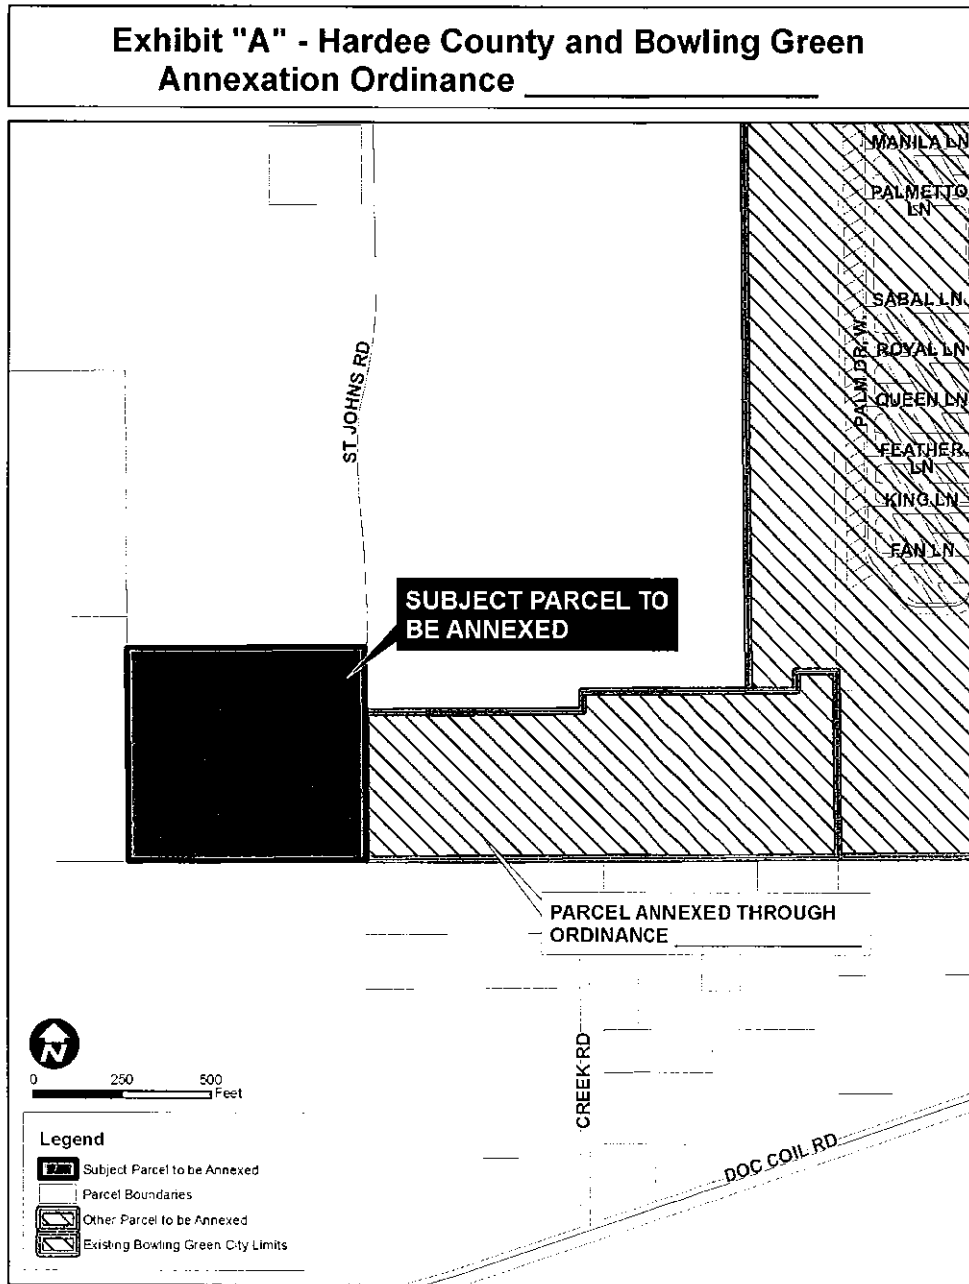 Exhibit "A" - Hardee County and Bowling Green
Annexation Ordinance
MANILA LN
PALMETTO
LN
SABAL LN
PALM DR. W.
ROYAL LN
QUEEN LN
FEATHER
LN
KING LN
FAN LN
ST JOHNS RD
SUBJECT PARCEL TO
BE ANNEXED
PARCEL ANNEXED THROUGH
ORDINANCE
CREEK RD
DOC COIL RD
N
0 250 500
Feet
Legend
Subject Parcel to be Annexed
Parcel Boundaries
Other Parcel to be Annexed
Existing Bowling Green City Limits